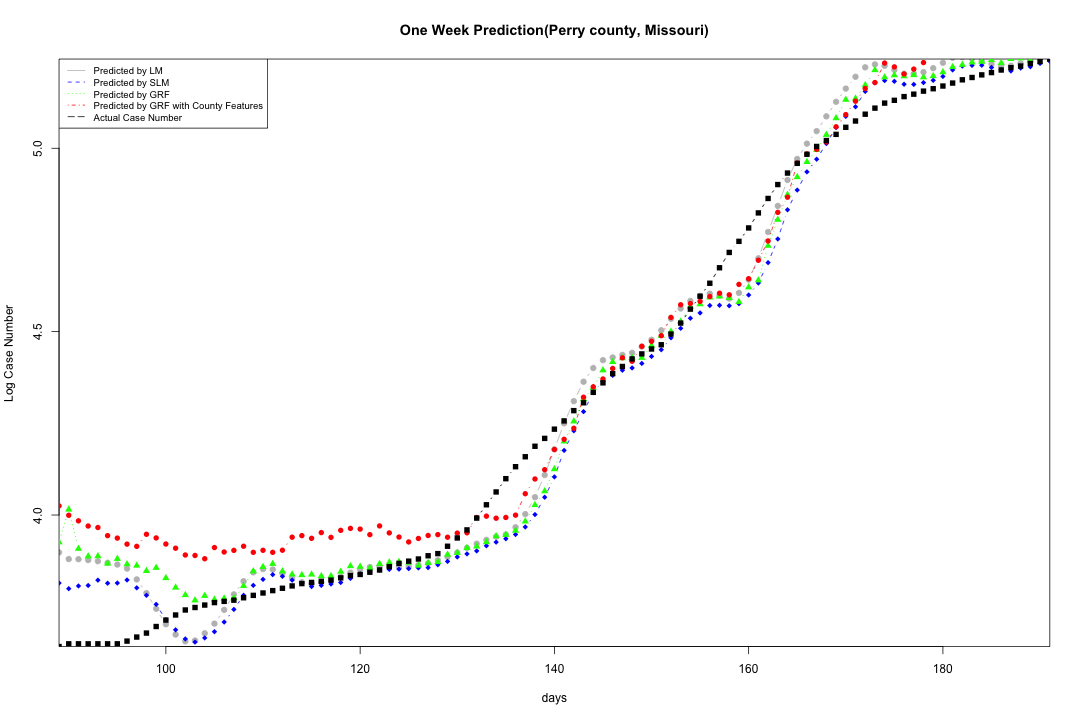 One Week Prediction(Perry county, Missouri)
Predicted by LM
Predicted by SLM
Predicted by GRF
Predicted by GRF with County Features
Actual Case Number
5.0
4.5
4.0
Log Case Number
100 120 140 160 180
days